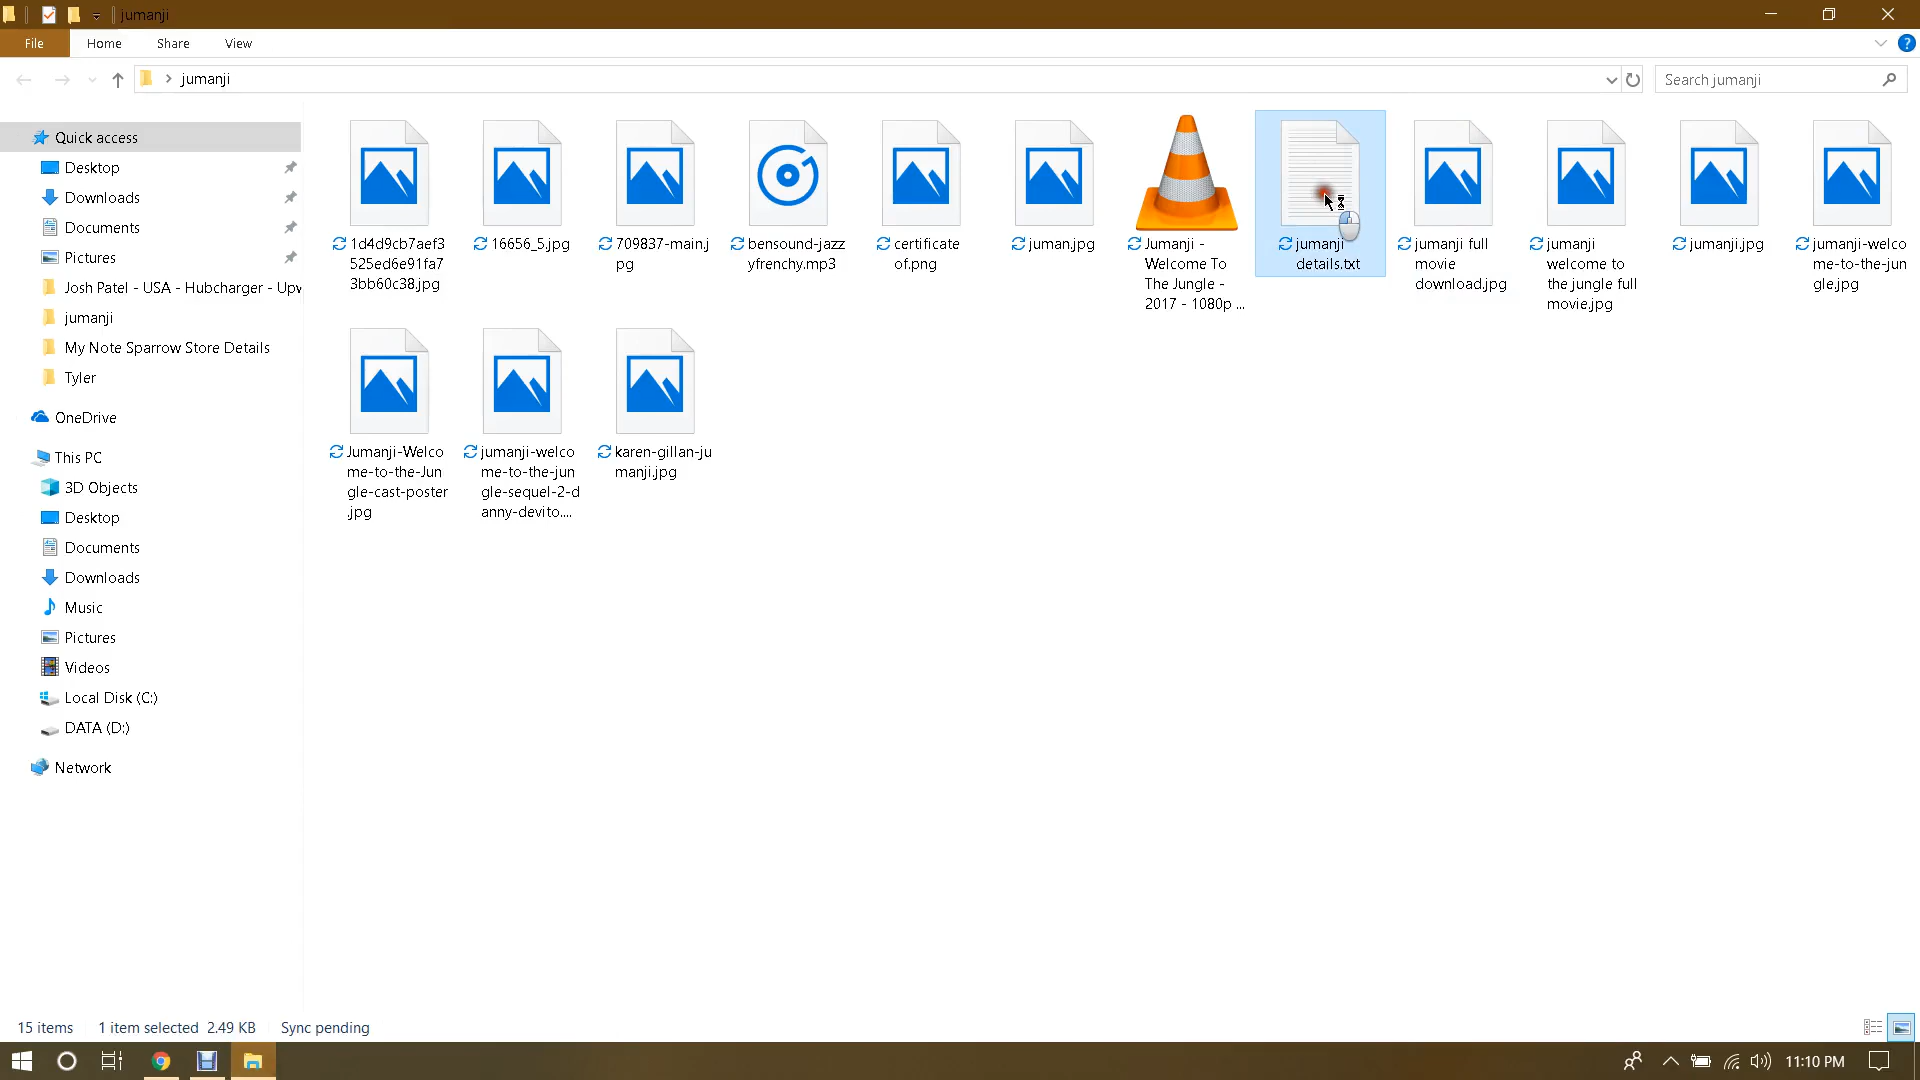 jumanji
File
Home
Share
View
?
jumanji
Search jumanji
Quick access
Desktop
Downloads
Documents
Pictures
Josh Patel - USA - Hubcharger - Upw
jumanji
My Note Sparrow Store Details
Tyler
OneDrive
This PC
3D Objects
Desktop
Documents
Downloads
Music
Pictures
Videos
Local Disk (C:)
DATA (D:)
Network
1d4d9cb7aef3
525ed6e91fa7
3bb60c38.jpg
16656_5.jpg
709837-main.j
pg
bensound-jazz
yfrenchy.mp3
certificate
of.png
juman.jpg
Jumanji -
Welcome To
The Jungle -
2017 - 1080p ...
jumanji
details.txt
jumanji full
movie
download.jpg
jumanji
welcome to
the jungle full
movie.jpg
jumanji.jpg
jumanji-welco
me-to-the-jun
gle.jpg
Jumanji-Welco
me-to-the-Jun
gle-cast-poster
.jpg
jumanji-welco
me-to-the-jun
gle-sequel-2-d
anny-devito....
karen-gillan-ju
manji.jpg
15 items
1 item selected 2.49 KB
Sync pending
11:10 PM